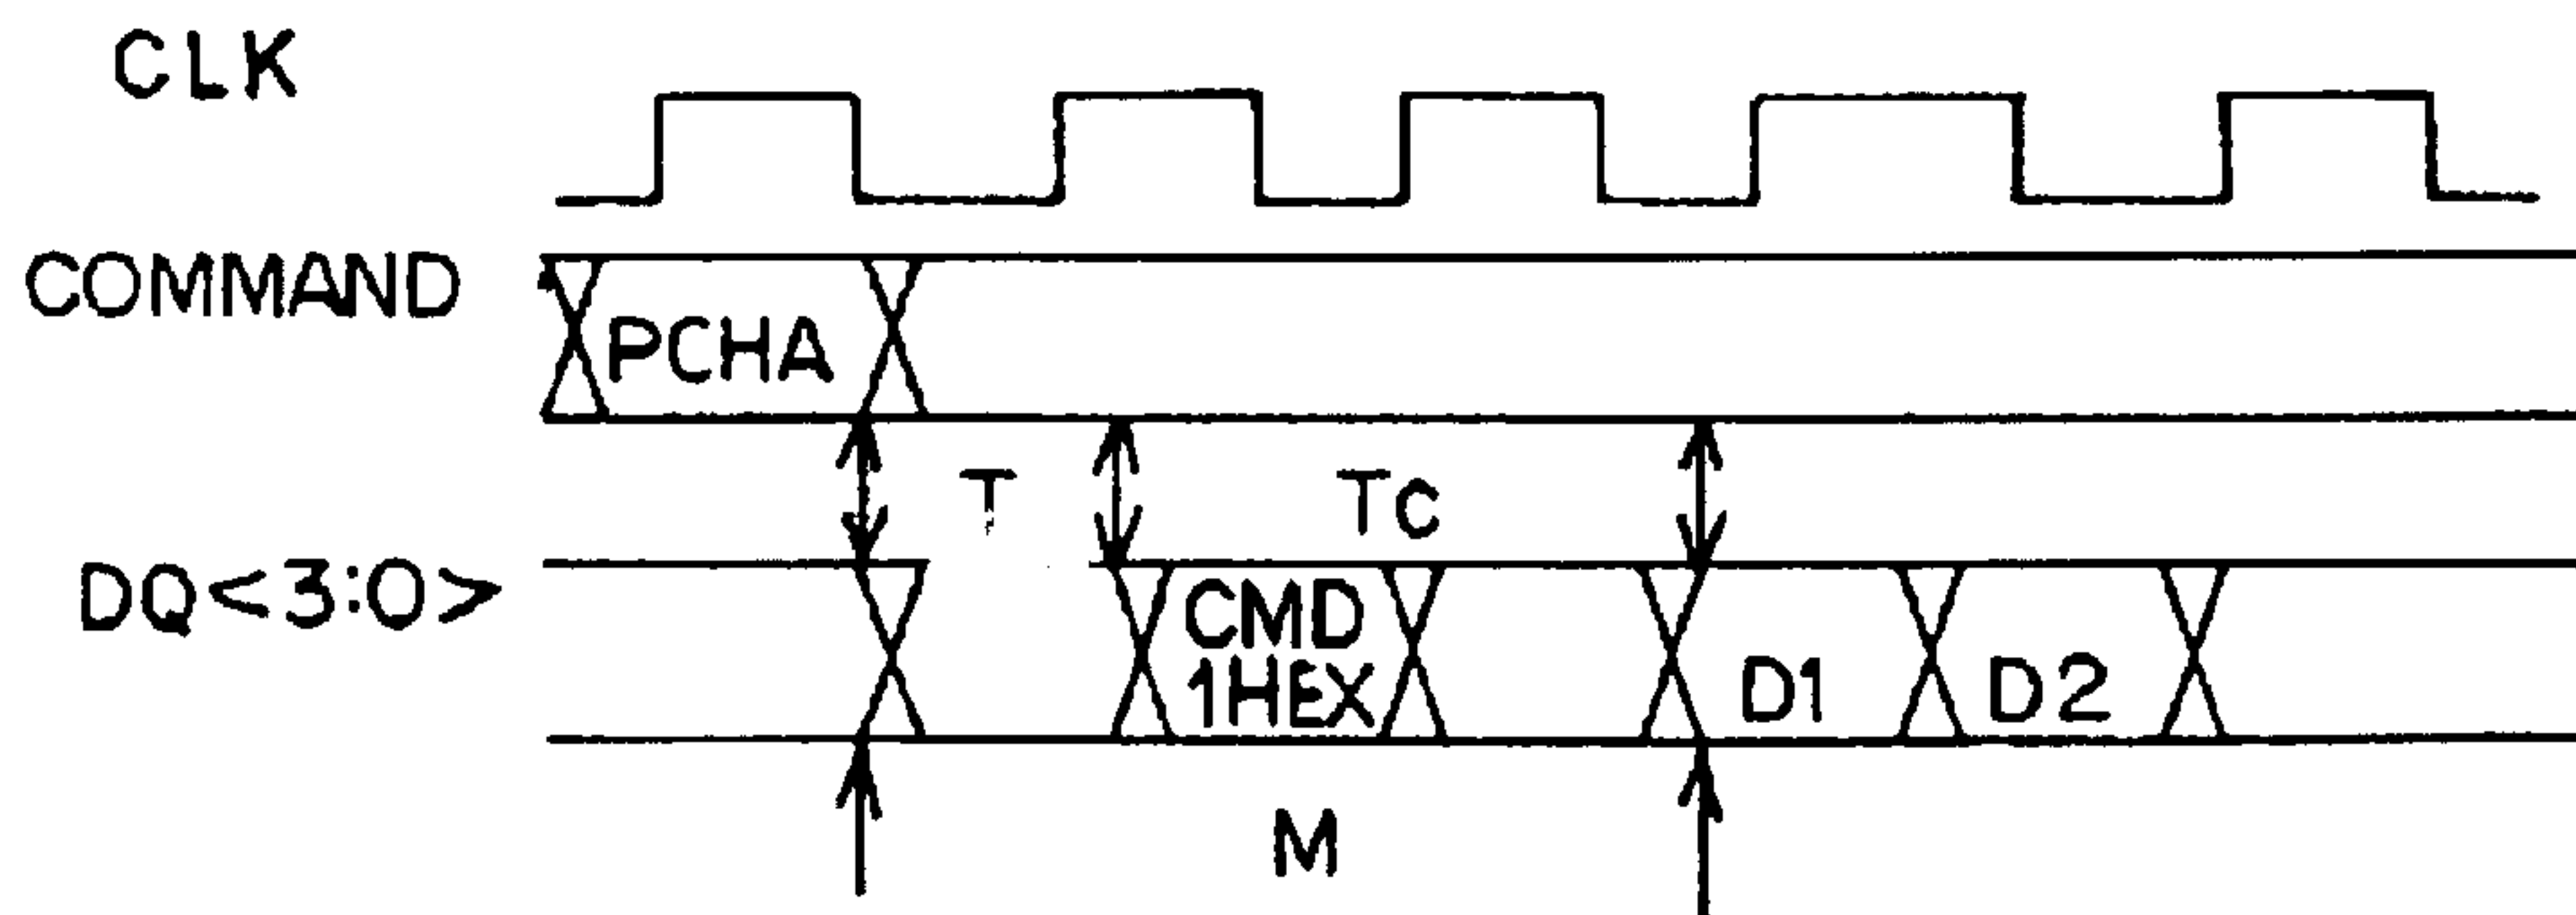 CLK
COMMAND
PCHA
T
Tc
DQ<3:0>
CMD
1HEX
D1
D2
M